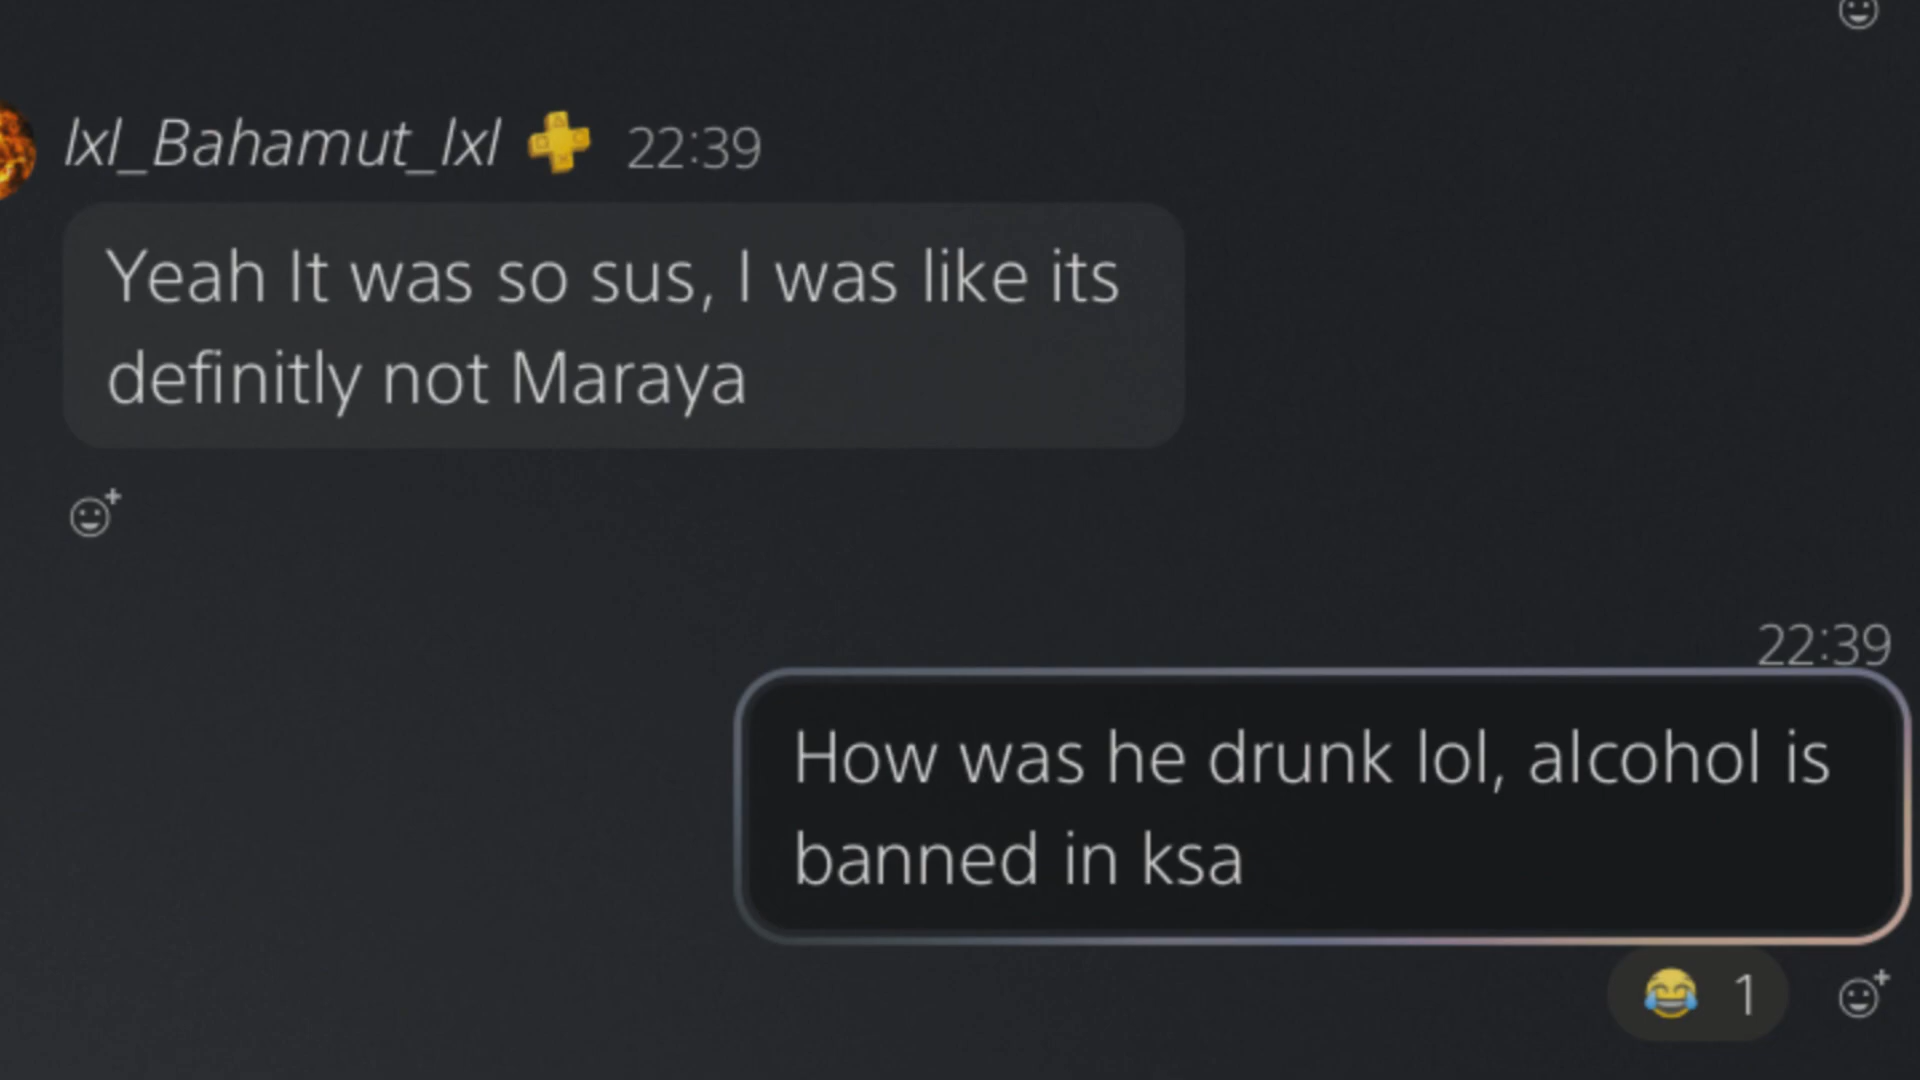 lxl_Bahamut_lxl 22:39
Yeah It was so sus, I was like its
definitly not Maraya
22:39
How was he drunk lol, alcohol is
banned in ksa
😂 1